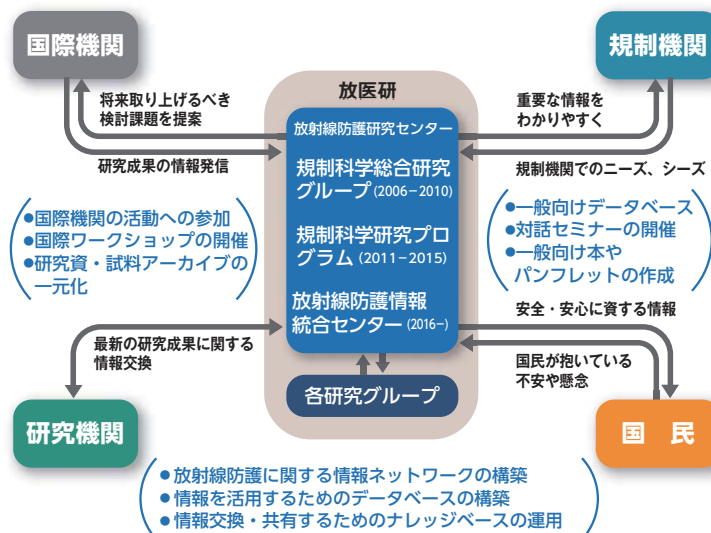 国際機関
規制機関
放医研
将来取り上げるべき
検討課題を提案
研究成果の情報発信
重要な情報を
わかりやすく
規制機関でのニーズ、シーズ
放射線防護研究センター
規制科学総合研究
グループ(2006−2010)
規制科学研究プロ
グラム(2011−2015)
放射線防護情報
統合センター(2016−)
●国際機関の活動への参加
●国際ワークショップの開催
●研究資・試料アーカイブの
一元化
●一般向けデータベース
●対話セミナーの開催
●一般向け本や
パンフレットの作成
最新の研究成果に関する
情報交換
安全・安心に資する情報
国民が抱いている
不安や懸念
各研究グループ
研究機関
国 民
●放射線防護に関する情報ネットワークの構築
●情報を活用するためのデータベースの構築
●情報交換・共有するためのナレッジベースの運用